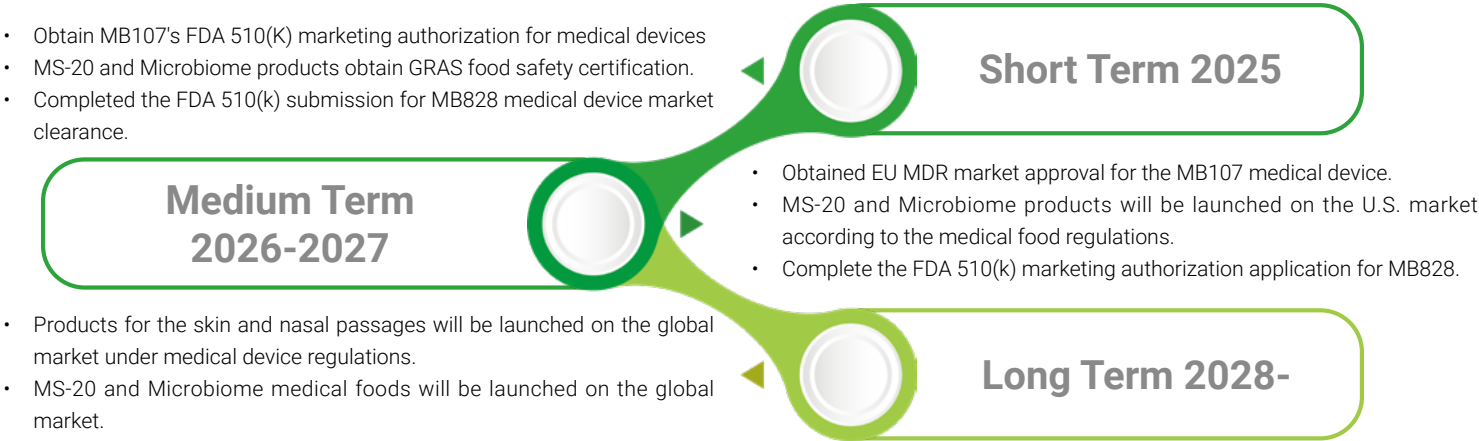 Short Term 2025
• Obtain MB107's FDA 510(K) marketing authorization for medical devices
• MS-20 and Microbiome products obtain GRAS food safety certification.
• Completed the FDA 510(k) submission for MB828 medical device market
clearance.
Medium Term
2026-2027
• Obtained EU MDR market approval for the MB107 medical device.
• MS-20 and Microbiome products will be launched on the U.S. market
according to the medical food regulations.
• Complete the FDA 510(k) marketing authorization application for MB828.
Long Term 2028-
• Products for the skin and nasal passages will be launched on the global
market under medical device regulations.
• MS-20 and Microbiome medical foods will be launched on the global
market.